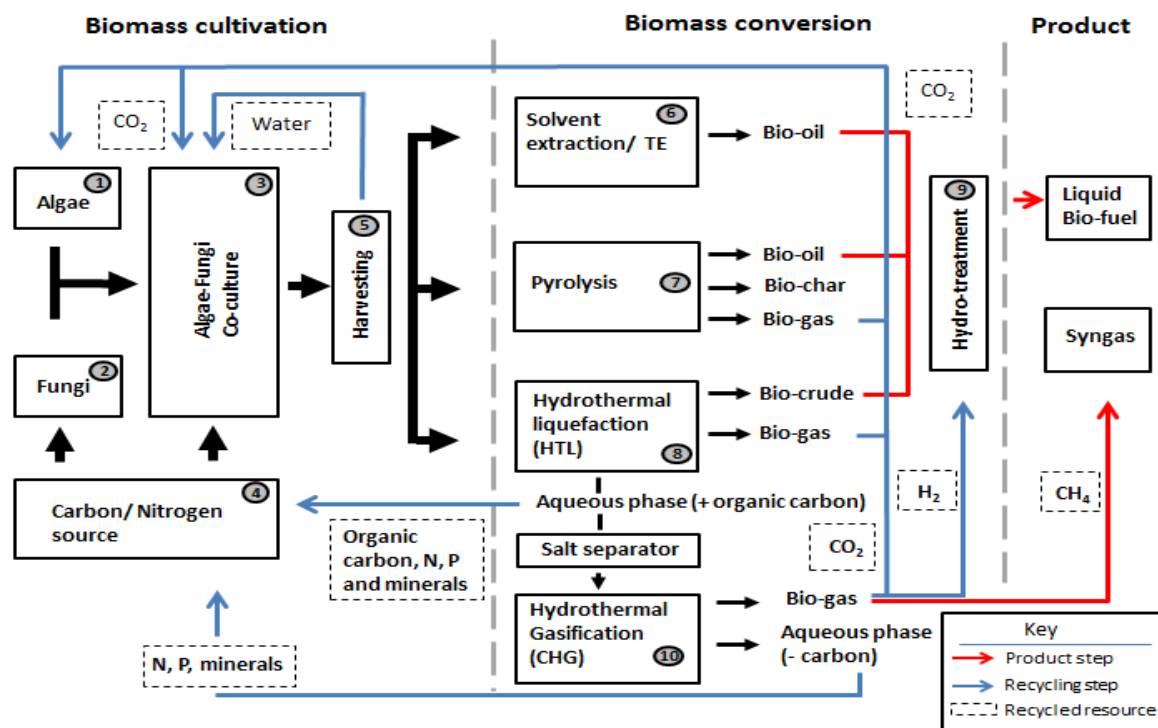 Biomass cultivation
Biomass conversion
Product
CO₂
Water
CO₂
1
Algae
3
Algae-Fungi
Co-culture
2
Fungi
5
Harvesting
4
Carbon/Nitrogen
source
6
Solvent
extraction/ TE
Bio-oil
7
Pyrolysis
Bio-oil
Bio-char
Bio-gas
Hydrothermal
liquefaction
(HTL)
8
Bio-crude
Bio-gas
9
Hydro-treatment
Liquid
Bio-fuel
Syngas
Aqueous phase (+ organic carbon)
Organic
carbon, N, P
and minerals
Salt separator
CO₂
H₂
CH₄
Hydrothermal
Gasification
(CHG)
10
Bio-gas
Aqueous phase
(- carbon)
N, P, minerals
Key
Product step
Recycling step
Recycled resource